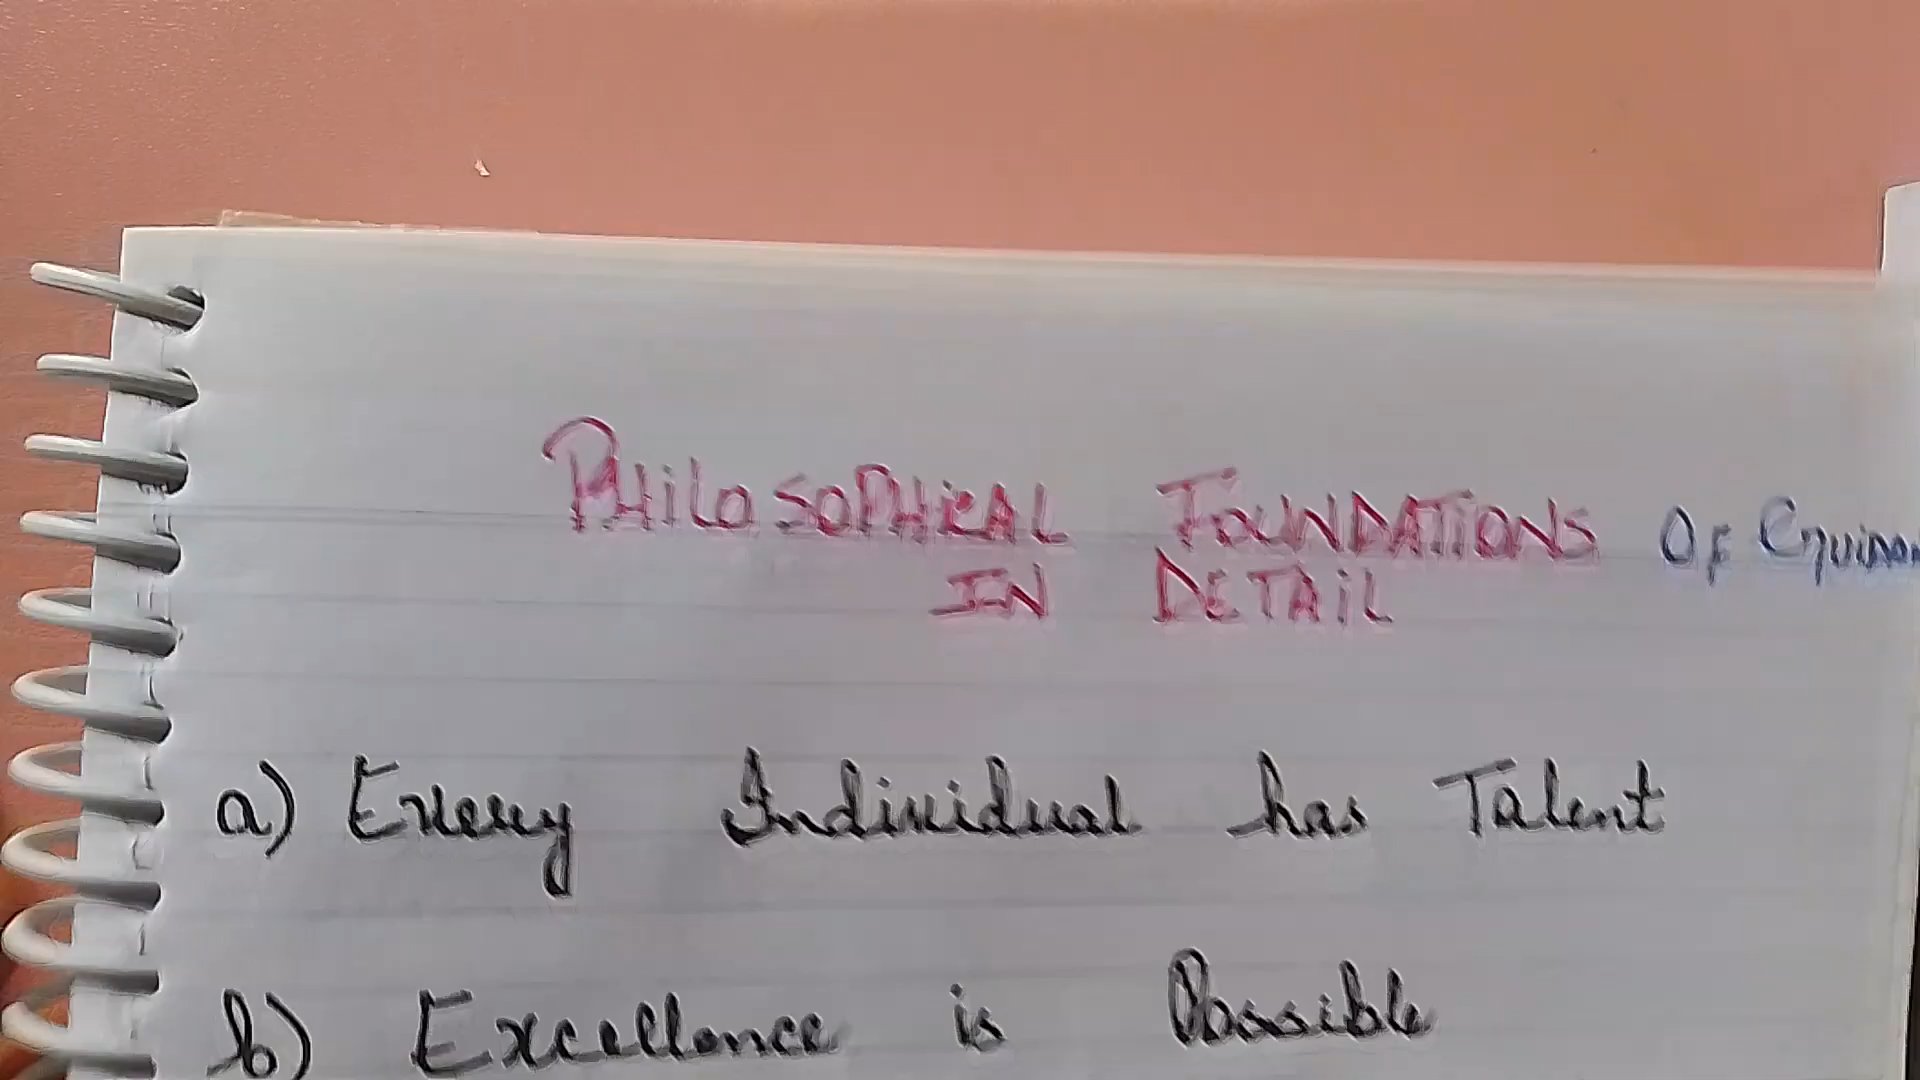 PHILOSOPHICAL FOUNDATIONS OF
IN DETAIL
a) Every Individual has Talent
b) Excellence is Possible